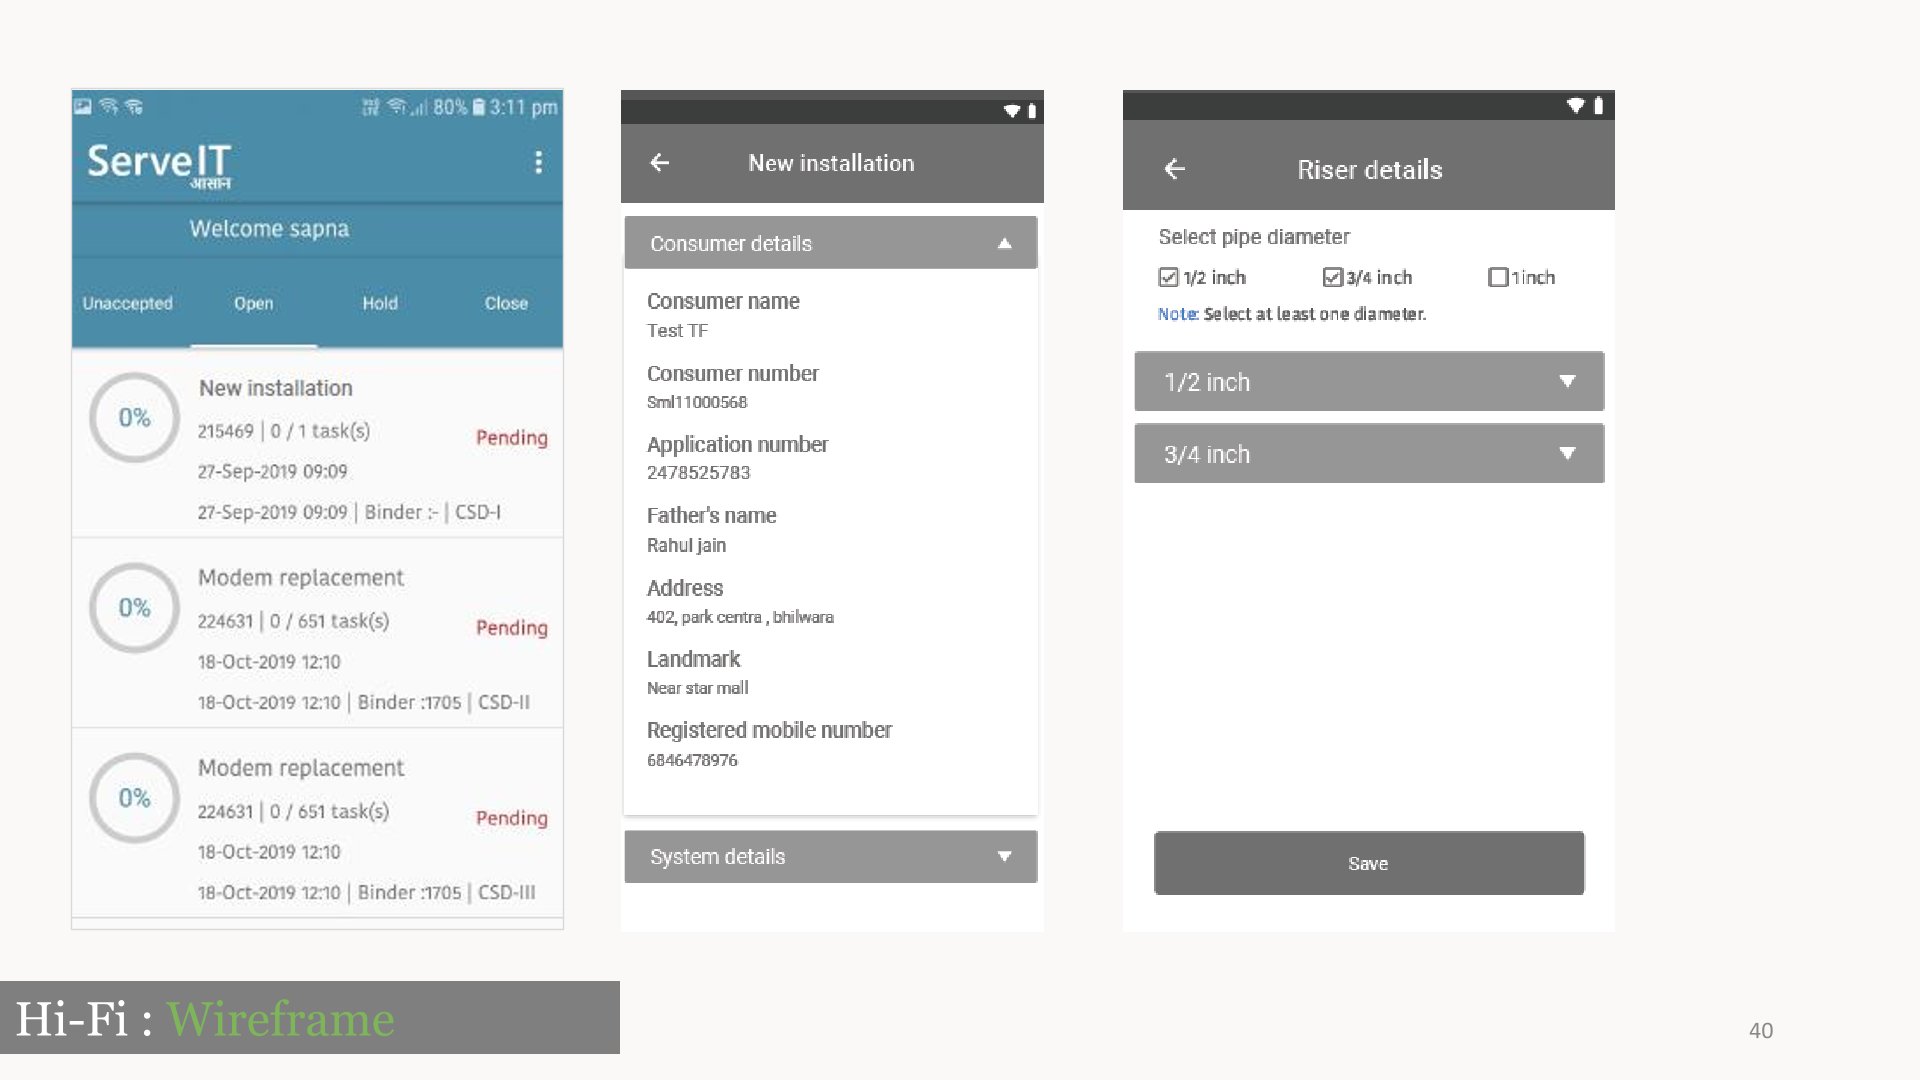 80% 3:11 pm
ServeIT
आसान
Welcome sapna
Unaccepted Open Hold Close
0%
New installation
215469 | 0 / 1 task(s)
Pending
27-Sep-2019 09:09
27-Sep-2019 09:09 | Binder :- | CSD-I
0%
Modem replacement
224631 | 0 / 651 task(s)
Pending
18-Oct-2019 12:10
18-Oct-2019 12:10 | Binder :1705 | CSD-II
0%
Modem replacement
224631 | 0 / 651 task(s)
Pending
18-Oct-2019 12:10
18-Oct-2019 12:10 | Binder :1705 | CSD-III
New installation
Consumer details
Consumer name
Test TF
Consumer number
Sml11000568
Application number
2478525783
Father's name
Rahul jain
Address
402, park centra , bhilwara
Landmark
Near star mall
Registered mobile number
6846478976
System details
Riser details
Select pipe diameter
1/2 inch 3/4 inch 1inch
Note: Select at least one diameter.
1/2 inch
3/4 inch
Save
Hi-Fi : Wireframe
40